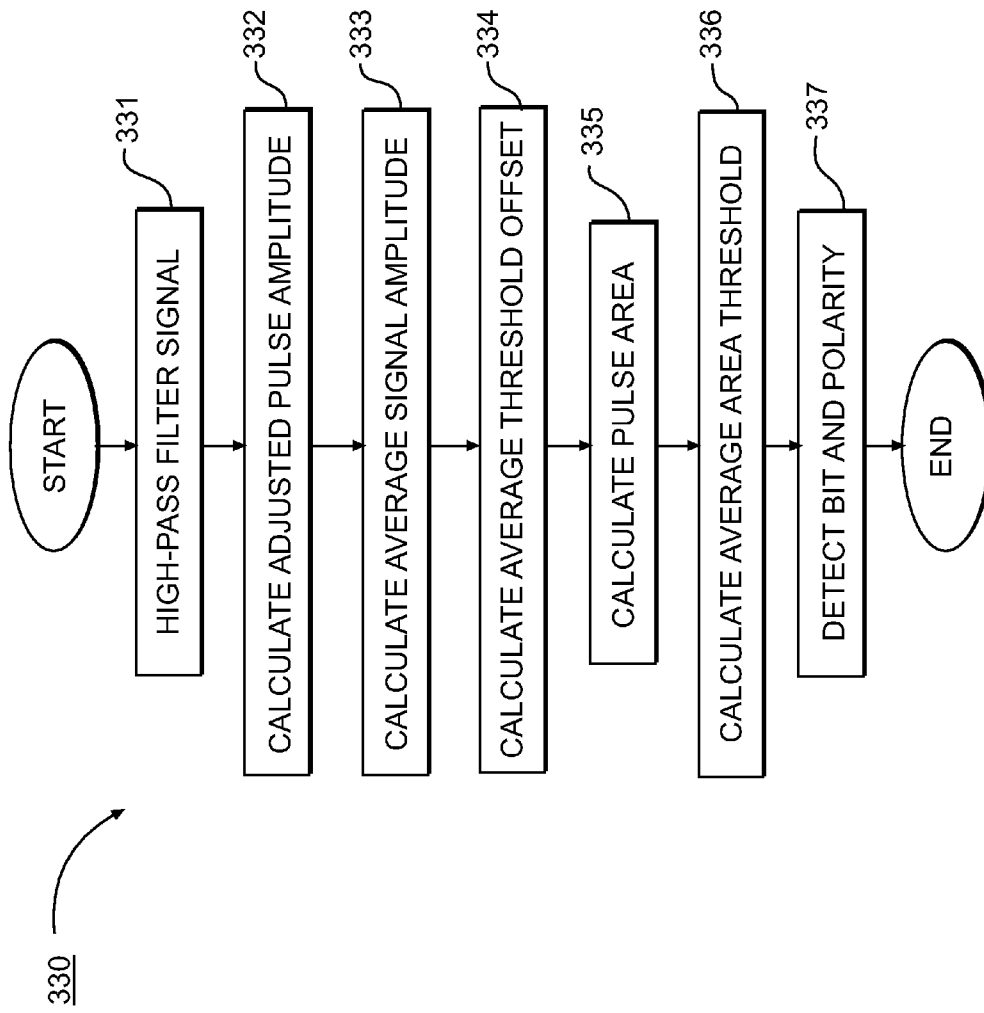 330
START
331
HIGH-PASS FILTER SIGNAL
332
CALCULATE ADJUSTED PULSE AMPLITUDE
333
CALCULATE AVERAGE SIGNAL AMPLITUDE
334
CALCULATE AVERAGE THRESHOLD OFFSET
335
CALCULATE PULSE AREA
336
CALCULATE AVERAGE AREA THRESHOLD
337
DETECT BIT AND POLARITY
END